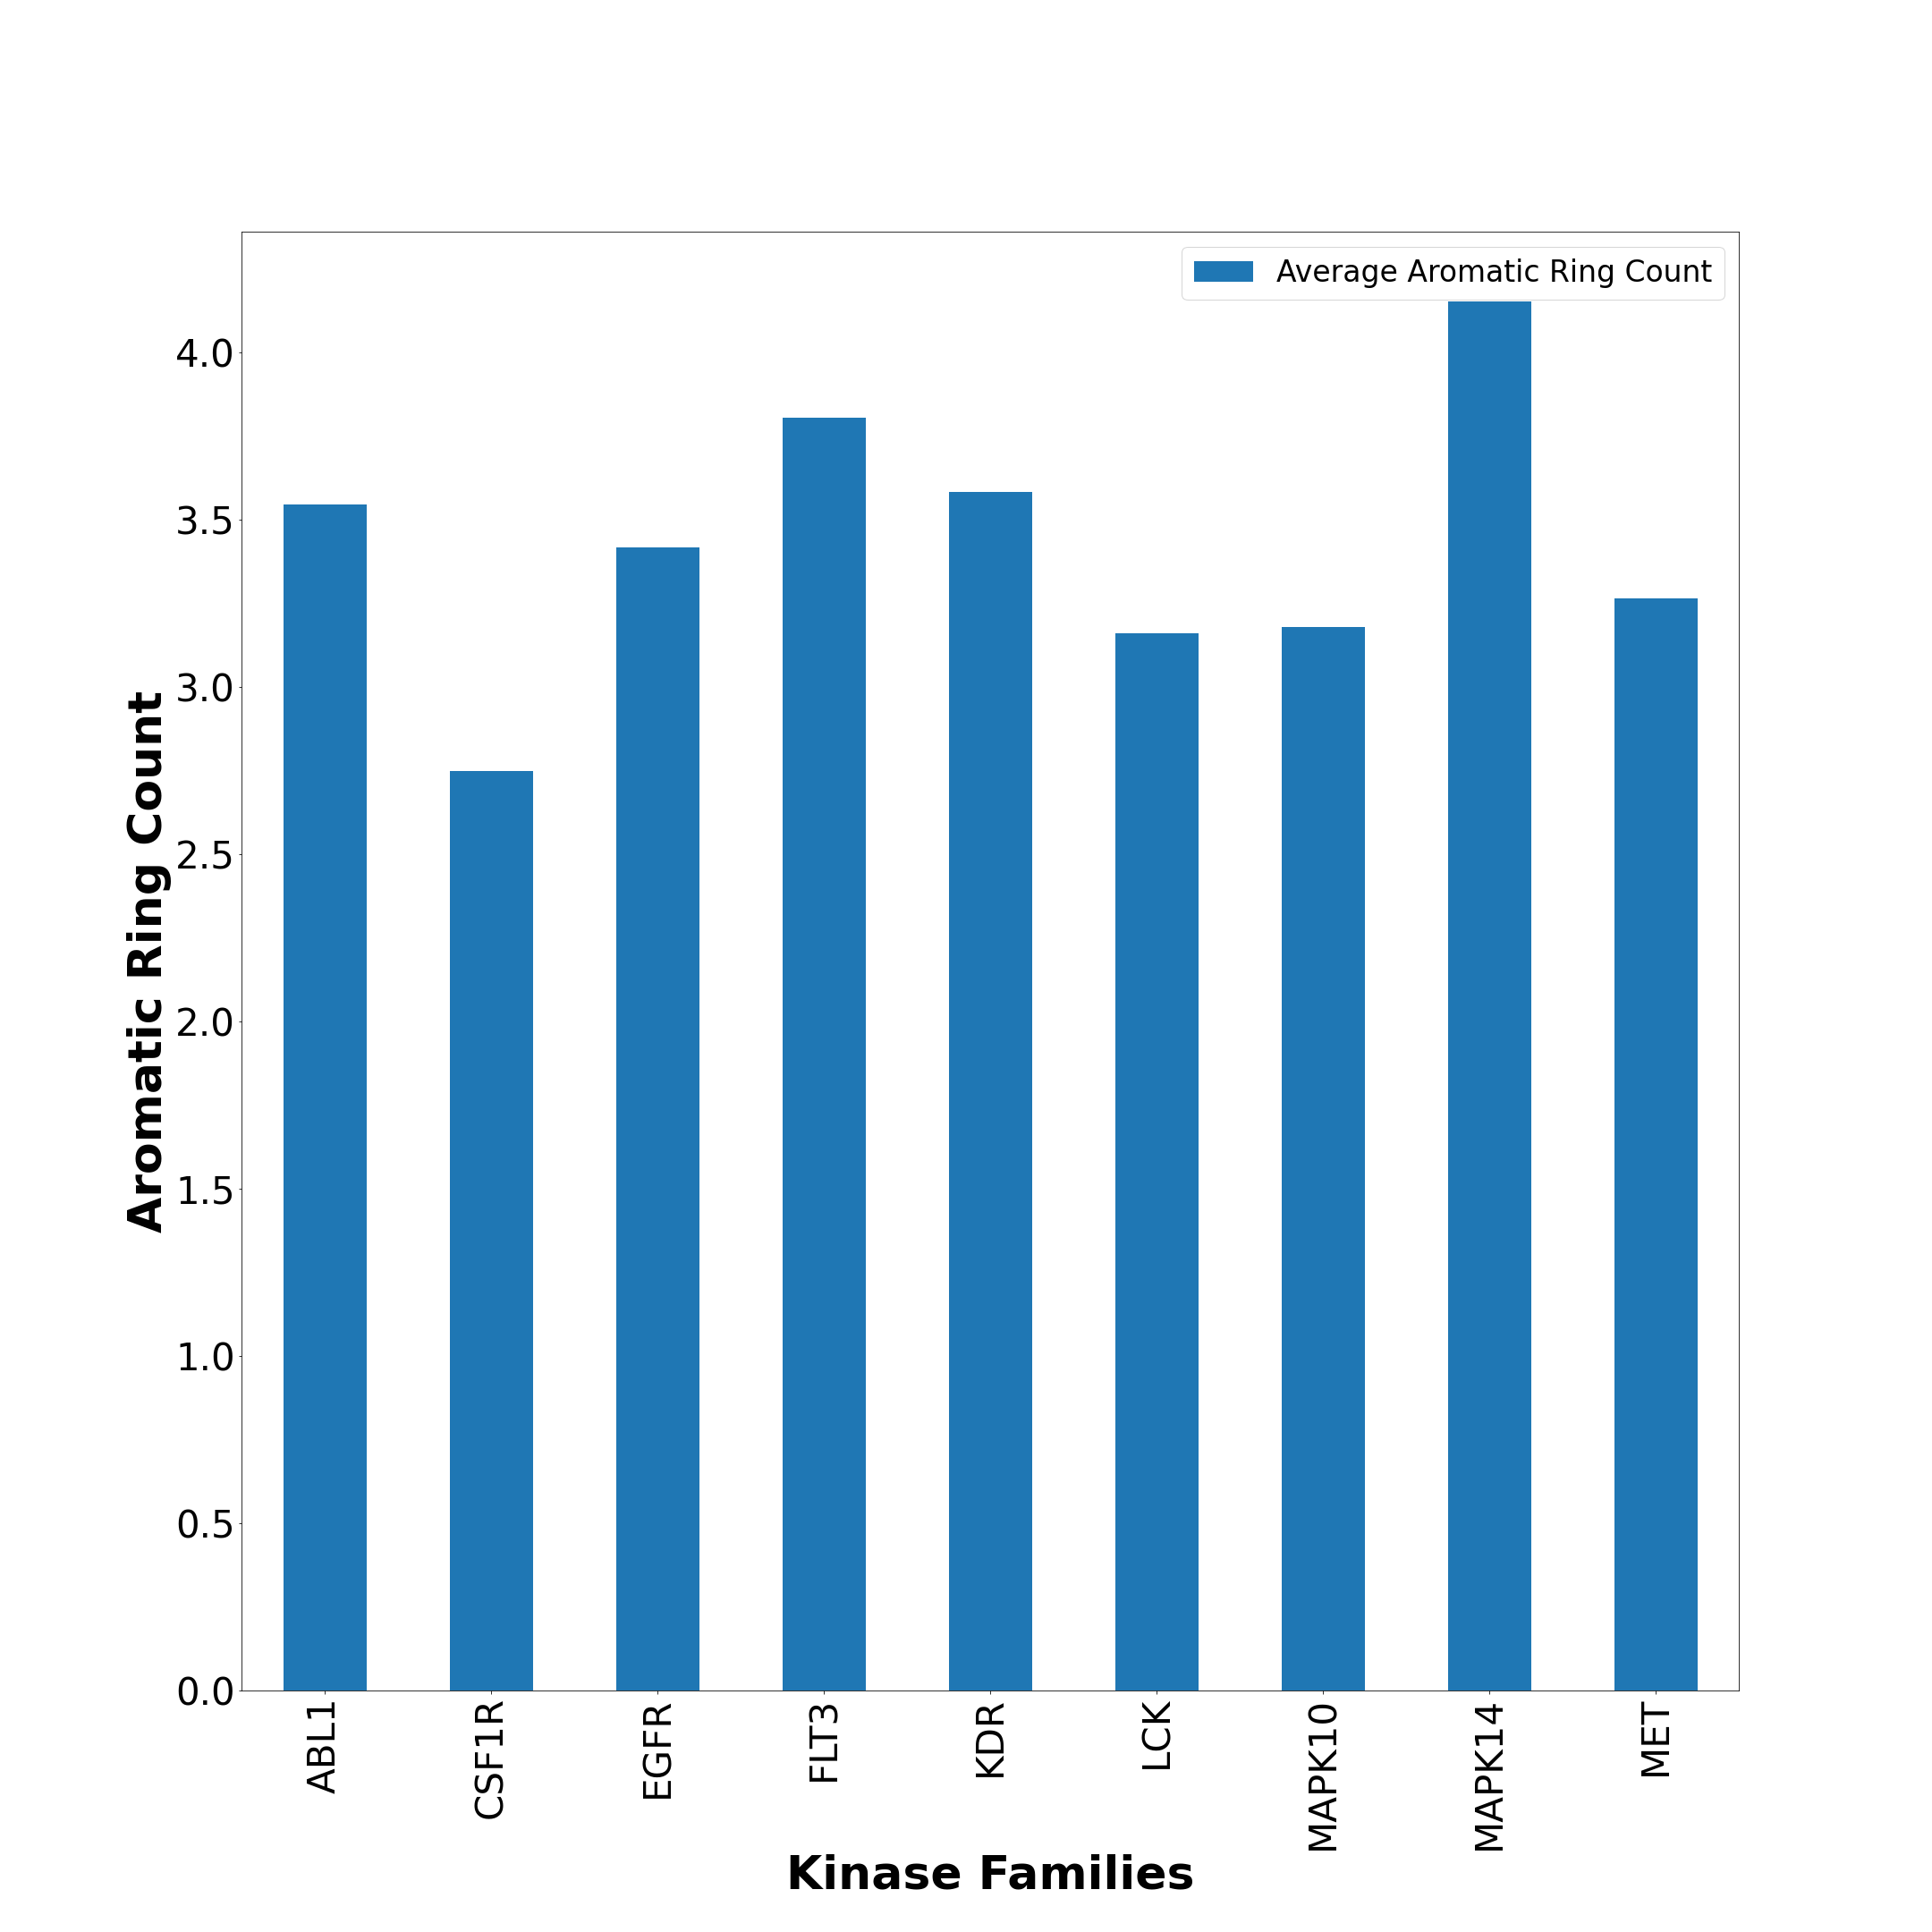 Average Aromatic Ring Count
Aromatic Ring Count
4.0
3.5
3.0
2.5
2.0
1.5
1.0
0.5
0.0
ABL1
CSF1R
EGFR
FLT3
KDR
LCK
MAPK10
MAPK14
MET
Kinase Families